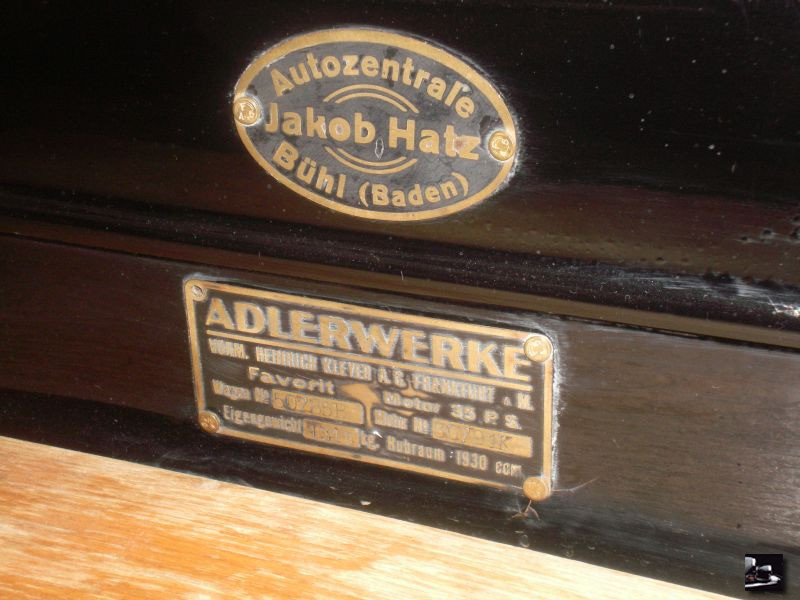 Autozentrale
Jakob Hatz
Bühl (Baden)
ADLERWERKE
VORM. HEINRICH KLEYER A.G. FRANKFURT A. M.
Favorit Motor 35 P.S.
Wagen № Motor №
Eigengewicht kg. Hubraum 1930 ccm.